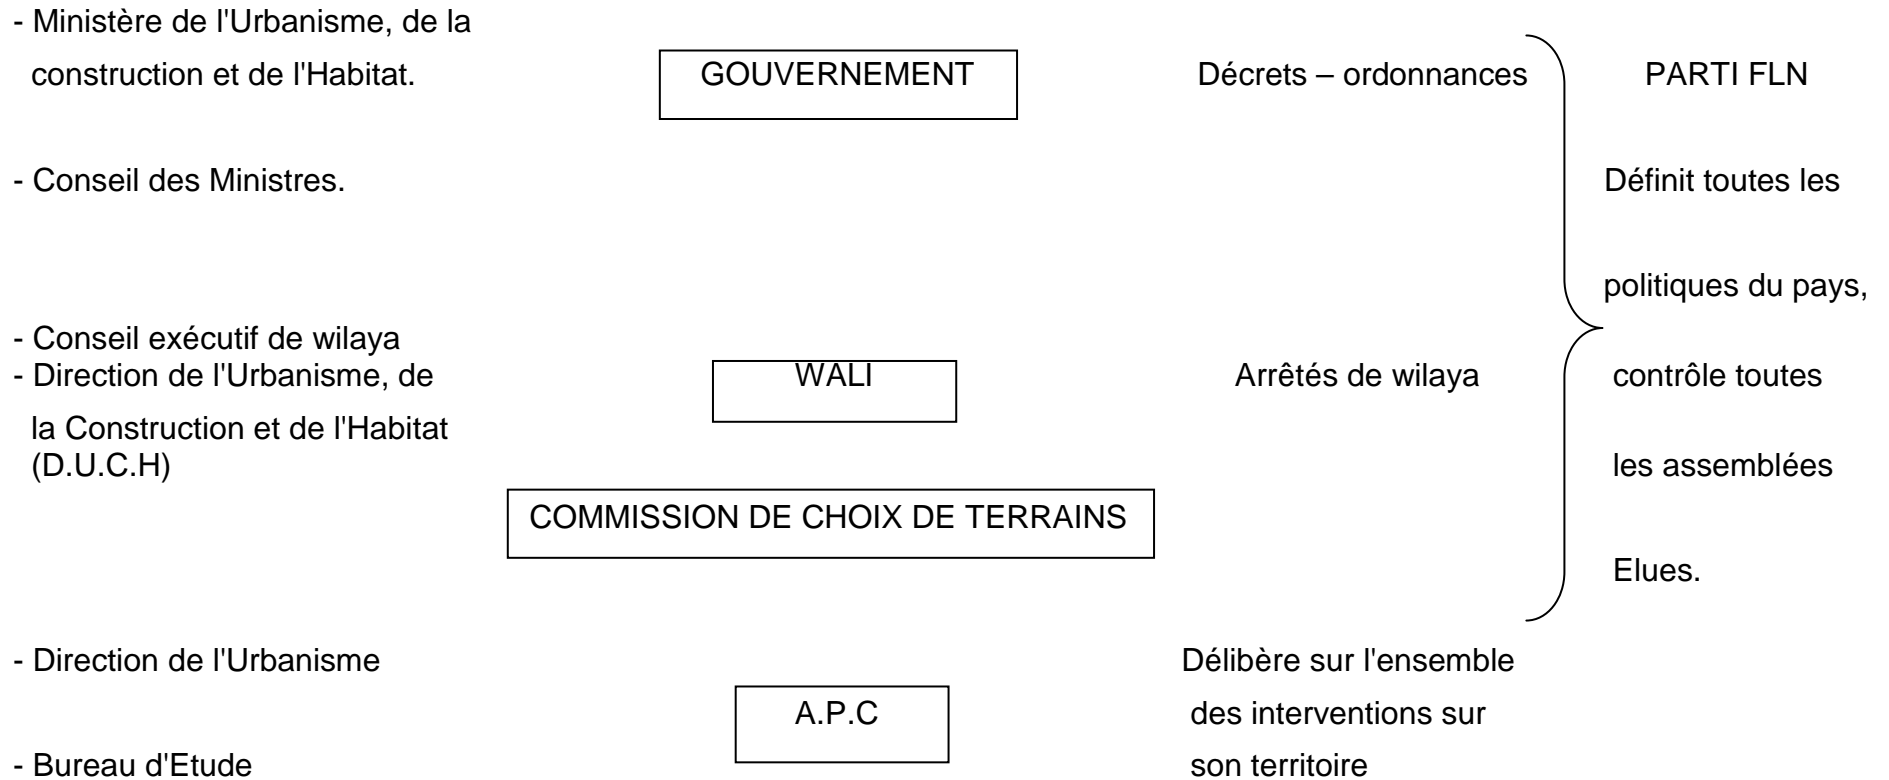 - Ministère de l'Urbanisme, de la
construction et de l'Habitat.
GOUVERNEMENT
Décrets – ordonnances
PARTI FLN
- Conseil des Ministres.
Définit toutes les
politiques du pays,
- Conseil exécutif de wilaya
- Direction de l'Urbanisme, de
WALI
Arrêtés de wilaya
contrôle toutes
la Construction et de l'Habitat
(D.U.C.H)
les assemblées
COMMISSION DE CHOIX DE TERRAINS
Elues.
- Direction de l'Urbanisme
Délibère sur l'ensemble
A.P.C
des interventions sur
- Bureau d'Etude
son territoire